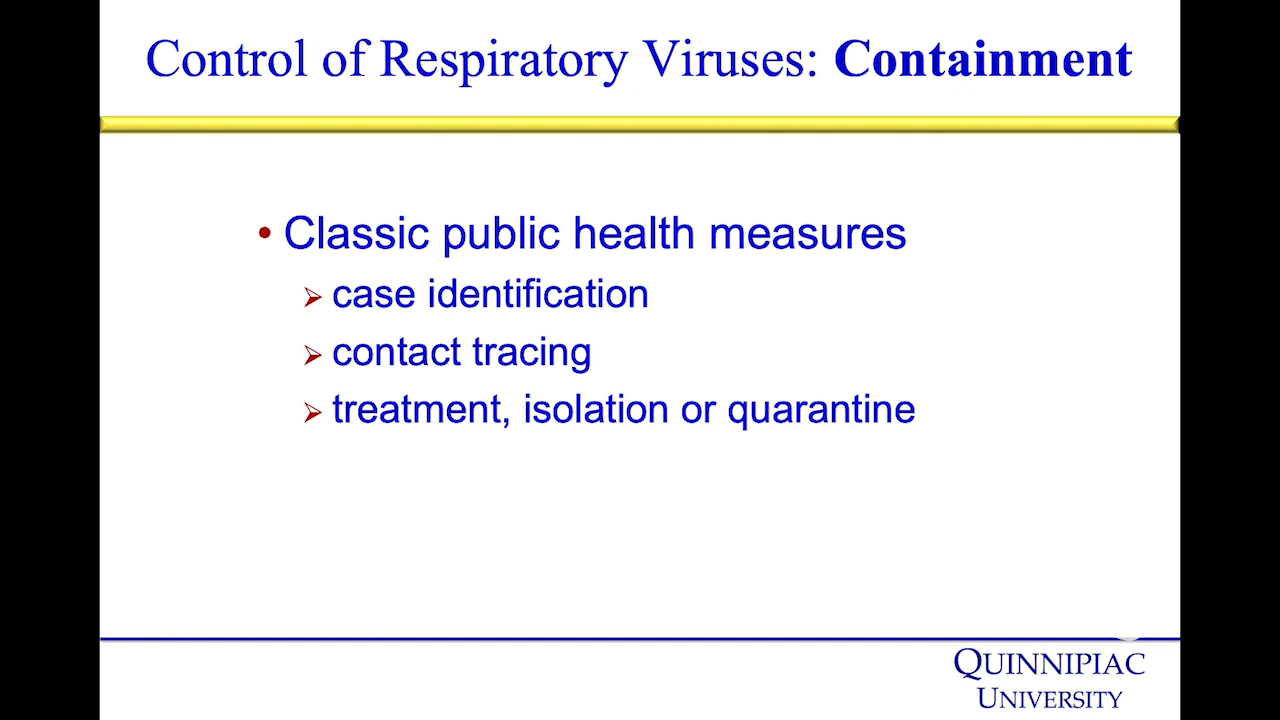 Control of Respiratory Viruses: Containment
• Classic public health measures
➢ case identification
➢ contact tracing
➢ treatment, isolation or quarantine
QUINNIPIAC
UNIVERSITY